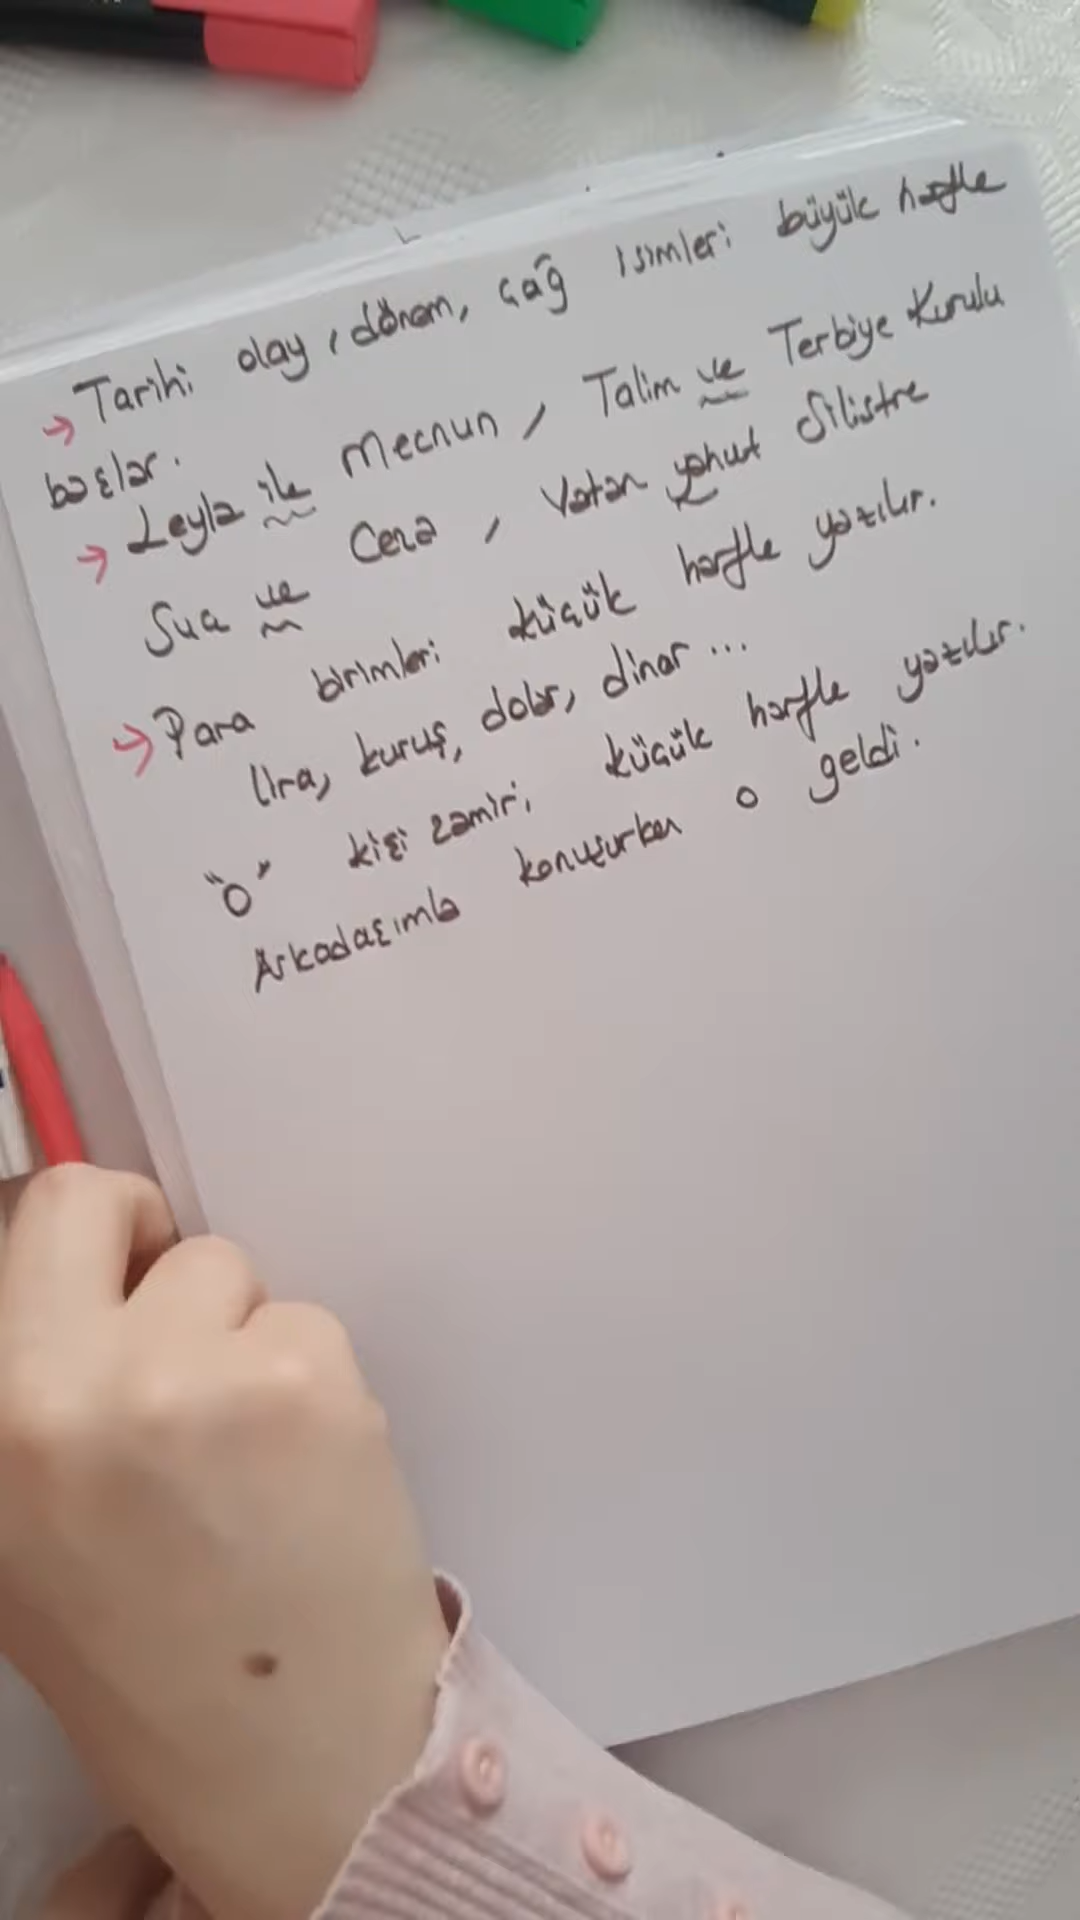 → Tarihi olay, dönem, çağ isimleri büyük harfle
başlar.
→ Leyla ile Mecnun, Talim ve Terbiye Kurulu
Sua ve Ceza, Vatan yahut Silistre
→ Para birimleri küçük harfle yazılır.
lira, kuruş, dolar, dinar...
"O" kişi zamiri, küçük harfle yazılır.
Arkadaşımla konuşurken o geldi.